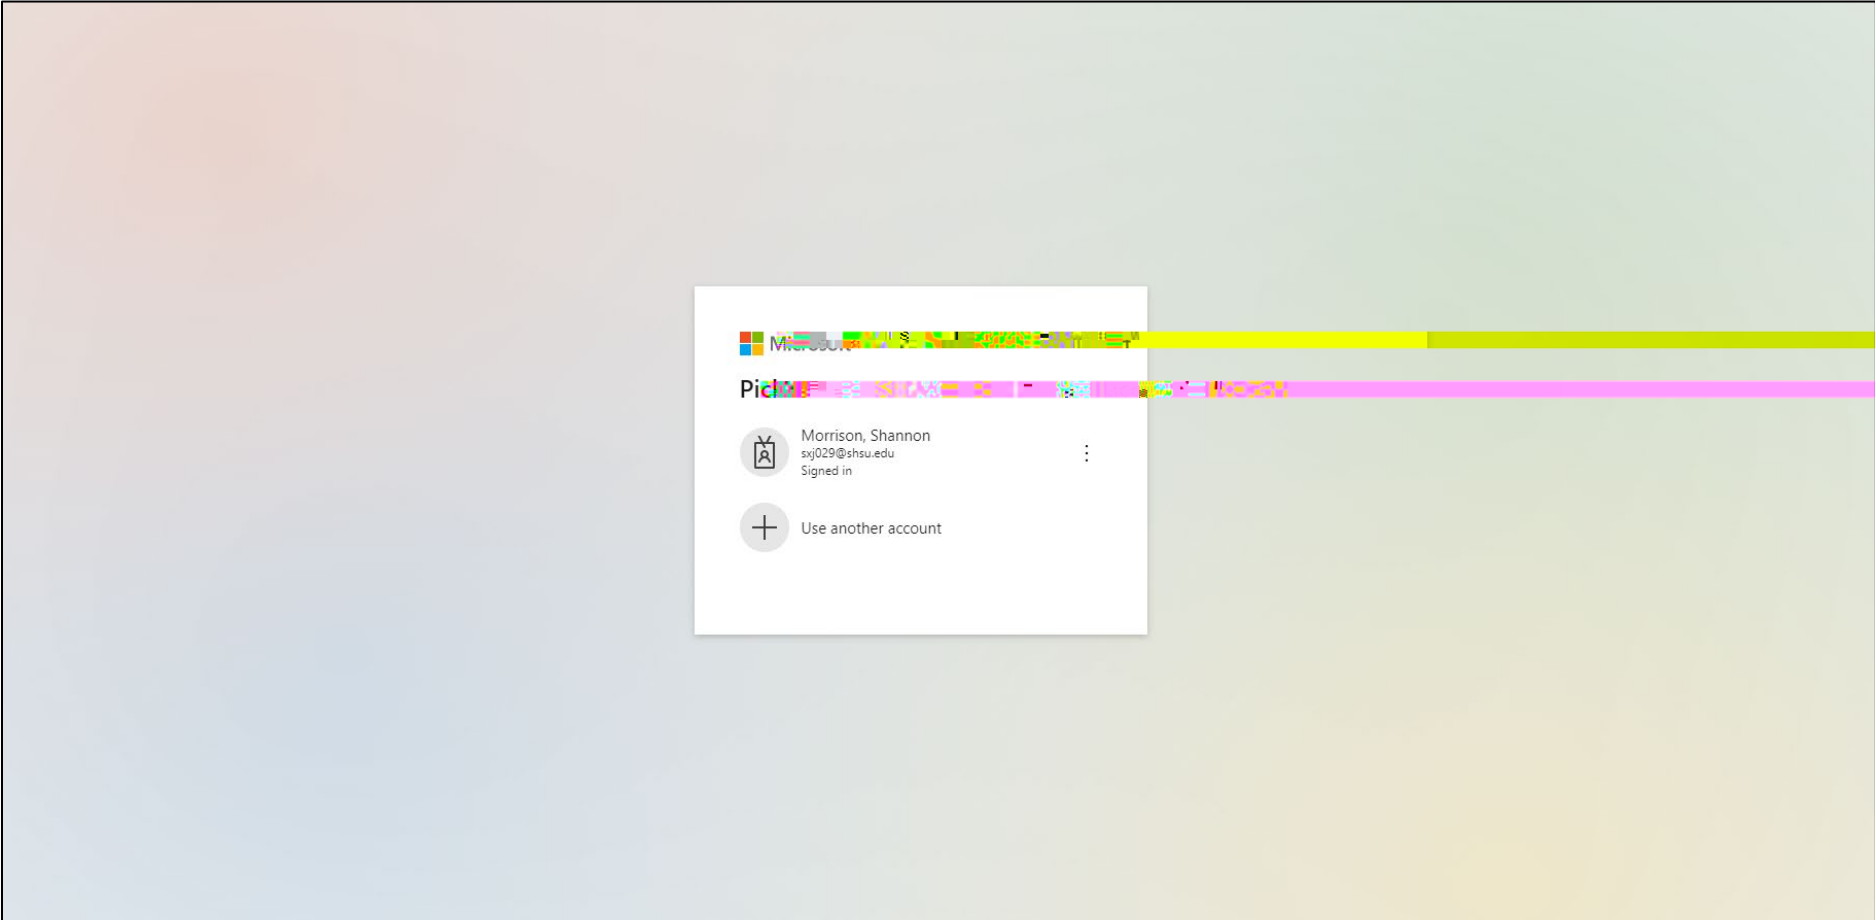 Morrison, Shannon
sxj029@shsu.edu
Signed in
Use another account